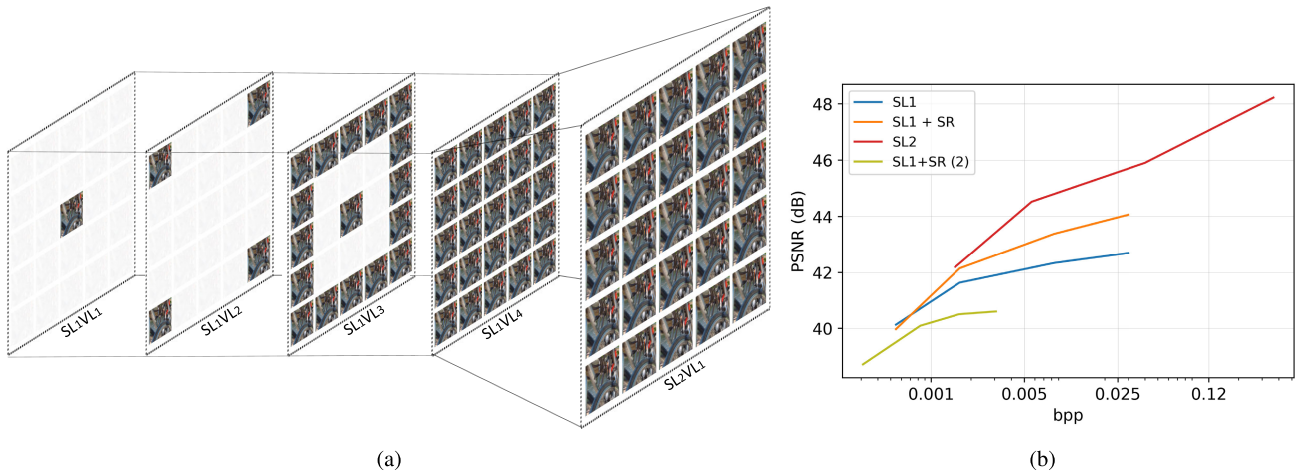 SL1VL1
SL1VL2
SL1VL3
SL1VL4
SL2VL1
(a)
SL1
SL1 + SR
SL2
SL1+SR (2)
48
46
44
42
40
PSNR (dB)
0.001
0.005
0.025
0.12
bpp
(b)